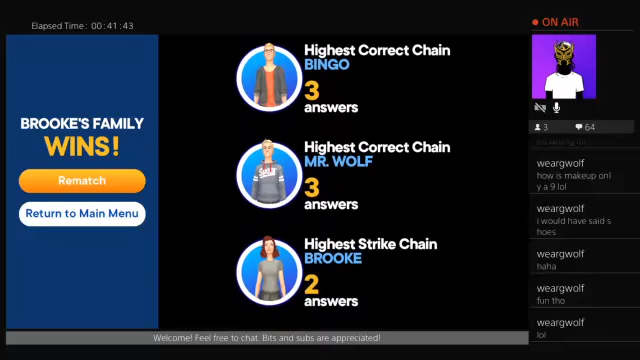 Elapsed Time : 00:41:43
ON AIR
BROOKE'S FAMILY
WINS!
Rematch
Return to Main Menu
Highest Correct Chain
BINGO
3
answers
Highest Correct Chain
MR. WOLF
3
answers
Highest Strike Chain
BROOKE
2
answers
3
64
weargwolf
how is makeup onl
y a 9 lol
weargwolf
i would have said s
hoes
weargwolf
haha
weargwolf
fun tho
weargwolf
lol
Welcome! Feel free to chat. Bits and subs are appreciated!